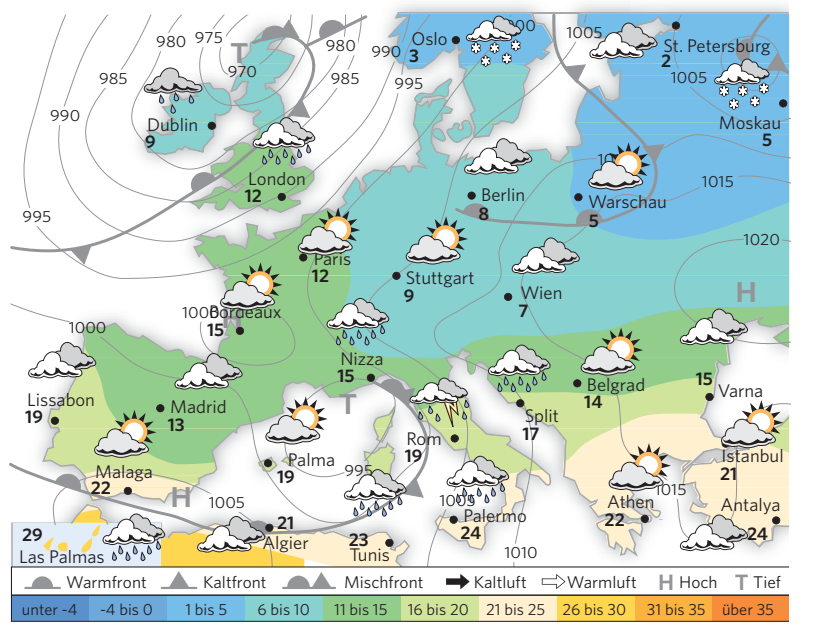 980 975 980 990 Oslo 3 1000 1005 St. Petersburg 2
T
985 970 985 995 1005
990 Dublin 9 Moskau 5
London 12 Berlin 8 Warschau 5 1015
995
Paris 12 Stuttgart 9 1020
Wien 7 H
Bordeaux 15 H
1000
Nizza 15
Lissabon 19 Madrid 13 T Belgrad 14 15 Varna
Split 17
Rom 19
Palma 19 995 Istanbul 21
Malaga 22 H 1005 1005 1015
Athen 22 Antalya 24
Palermo 24
29 Las Palmas 21 Algier 23 Tunis 1010
Warmfront Kaltfront Mischfront Kaltluft Warmluft H Hoch T Tief
unter -4 -4 bis 0 1 bis 5 6 bis 10 11 bis 15 16 bis 20 21 bis 25 26 bis 30 31 bis 35 über 35